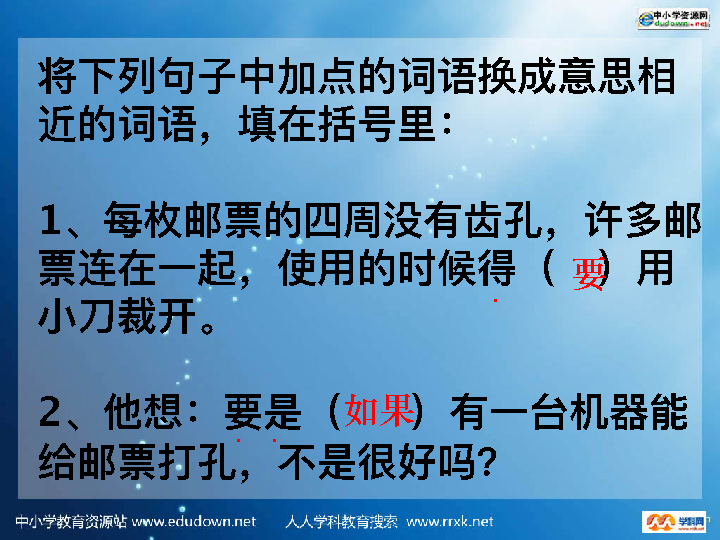 中小学资源网
edudown.net
将下列句子中加点的词语换成意思相
近的词语，填在括号里：
1、每枚邮票的四周没有齿孔，许多邮
票连在一起，使用的时候得（ 要）用
小刀裁开。
2、他想：要是（如果）有一台机器能
给邮票打孔，不是很好吗？
中小学教育资源站 www.edudown.net 人人学科教育搜索 www.rrxk.net
学科网